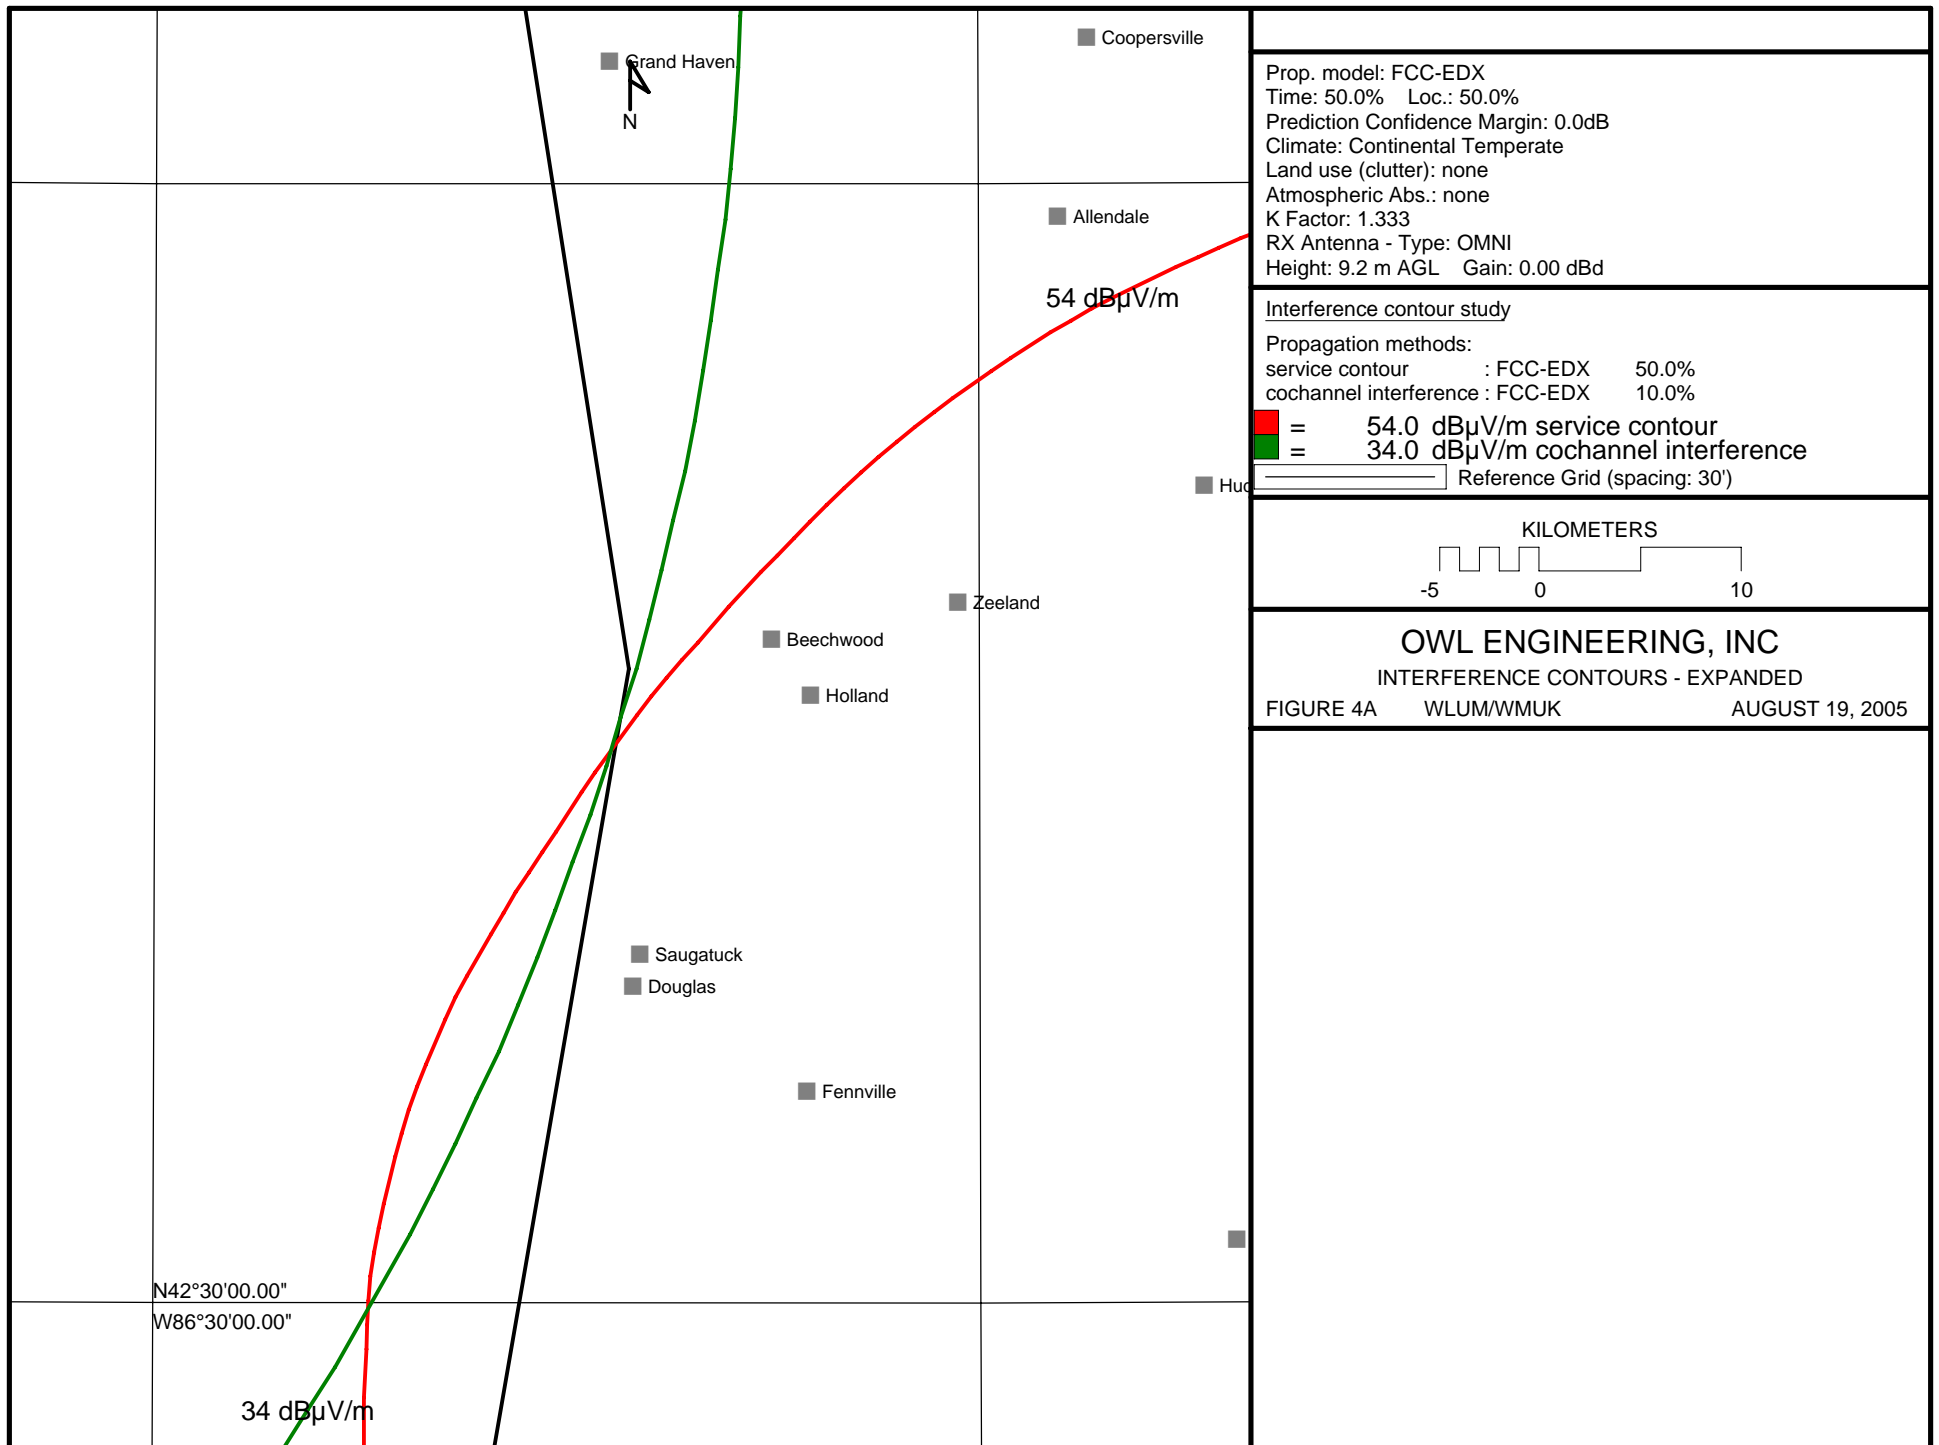 Coopersville
Grand Haven
N
Allendale
54 dBµV/m
Zeeland
Beechwood
Holland
Saugatuck
Douglas
Fennville
N42°30'00.00"
W86°30'00.00"
34 dBµV/m
Prop. model: FCC-EDX
Time: 50.0% Loc.: 50.0%
Prediction Confidence Margin: 0.0dB
Climate: Continental Temperate
Land use (clutter): none
Atmospheric Abs.: none
K Factor: 1.333
RX Antenna - Type: OMNI
Height: 9.2 m AGL Gain: 0.00 dBd
Interference contour study
Propagation methods:
service contour : FCC-EDX 50.0%
cochannel interference : FCC-EDX 10.0%
= 54.0 dBµV/m service contour
= 34.0 dBµV/m cochannel interference
Reference Grid (spacing: 30')
KILOMETERS
-5 0 10
OWL ENGINEERING, INC
INTERFERENCE CONTOURS - EXPANDED
FIGURE 4A WLUM/WMUK AUGUST 19, 2005